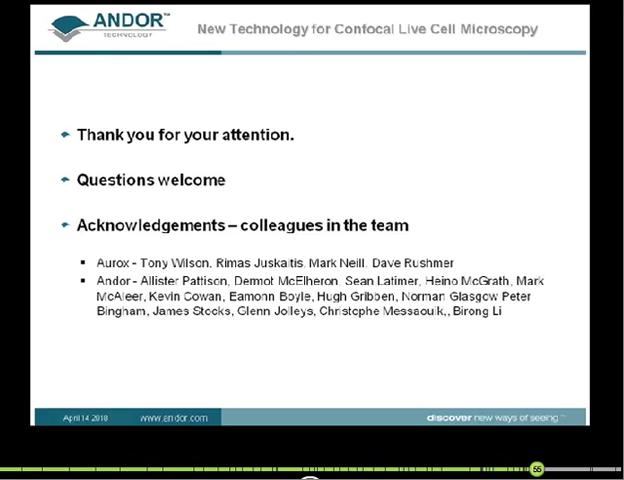 ANDOR™
TECHNOLOGY
New Technology for Confocal Live Cell Microscopy
Thank you for your attention.
Questions welcome
Acknowledgements – colleagues in the team
Aurox - Tony Wilson, Rimas Juskaitis, Mark Neill, Dave Rushmer
Andor - Allister Pattison, Dermot McElheron, Sean Latimer, Heino McGrath, Mark
McAleer, Kevin Cowan, Eamonn Boyle, Hugh Gribben, Norman Glasgow Peter
Bingham, James Stocks, Glenn Jolleys, Christophe Messaouik,, Birong Li
April 14 2010 www.andor.com discover new ways of seeing™
55